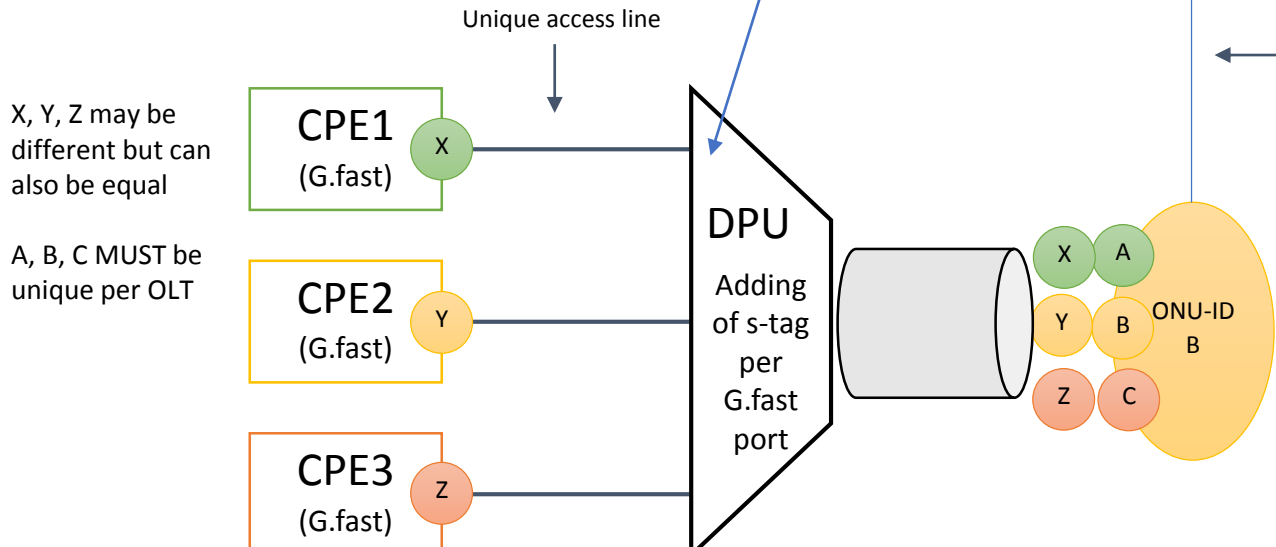 Unique access line
X, Y, Z may be
different but can
also be equal
A, B, C MUST be
unique per OLT
CPE1
(G.fast)
X
CPE2
(G.fast)
Y
CPE3
(G.fast)
Z
DPU
Adding
of s-tag
per
G.fast
port
X A
Y B
Z C
ONU-ID
B